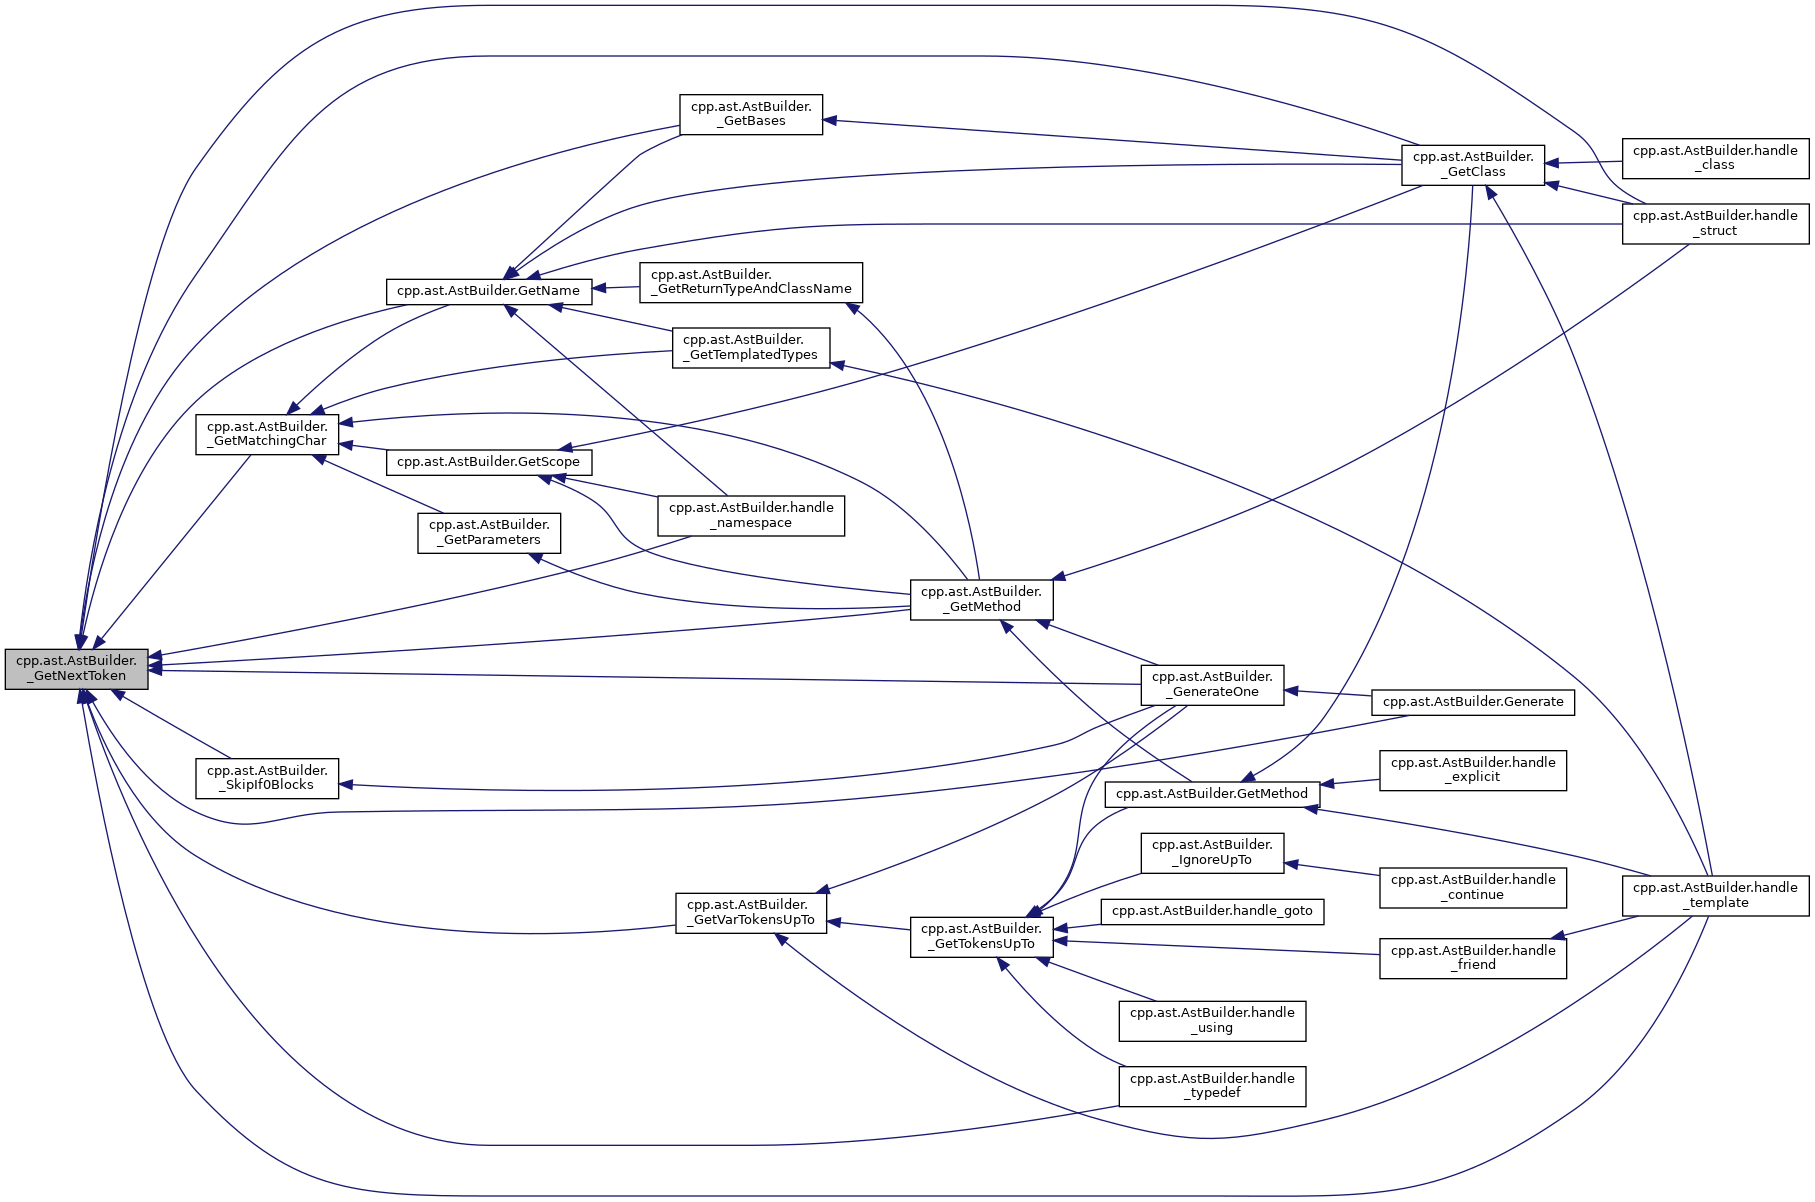 cpp.ast.AstBuilder.
_GetBases
cpp.ast.AstBuilder.
_GetClass
cpp.ast.AstBuilder.handle
_class
cpp.ast.AstBuilder.handle
_struct
cpp.ast.AstBuilder.GetName
cpp.ast.AstBuilder.
_GetReturnTypeAndClassName
cpp.ast.AstBuilder.
_GetTemplatedTypes
cpp.ast.AstBuilder.
_GetMatchingChar
cpp.ast.AstBuilder.GetScope
cpp.ast.AstBuilder.handle
_namespace
cpp.ast.AstBuilder.
_GetParameters
cpp.ast.AstBuilder.
_GetMethod
cpp.ast.AstBuilder.
_GetNextToken
cpp.ast.AstBuilder.
_GenerateOne
cpp.ast.AstBuilder.Generate
cpp.ast.AstBuilder.
_SkipIf0Blocks
cpp.ast.AstBuilder.handle
_explicit
cpp.ast.AstBuilder.GetMethod
cpp.ast.AstBuilder.
_IgnoreUpTo
cpp.ast.AstBuilder.handle
_continue
cpp.ast.AstBuilder.handle
_template
cpp.ast.AstBuilder.
_GetVarTokensUpTo
cpp.ast.AstBuilder.handle_goto
cpp.ast.AstBuilder.
_GetTokensUpTo
cpp.ast.AstBuilder.handle
_friend
cpp.ast.AstBuilder.handle
_using
cpp.ast.AstBuilder.handle
_typedef